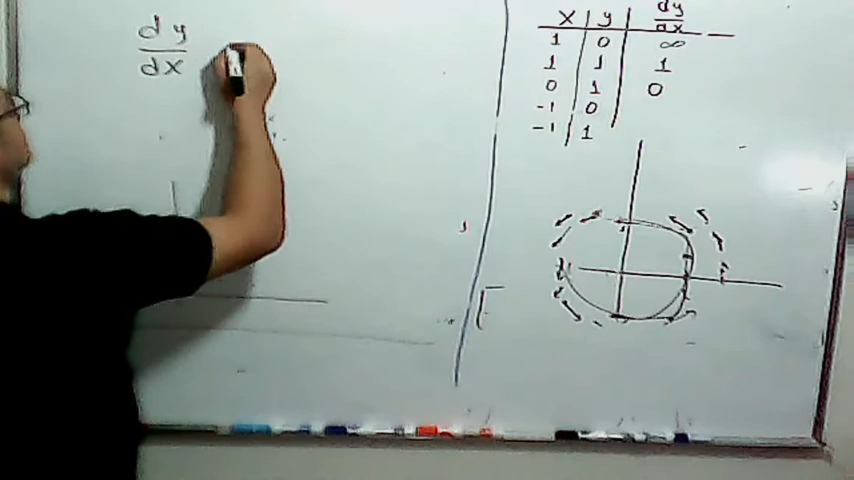 dy
dx
x y dy
dx
1 0 ∞
1 1 1
0 1 0
-1 0
-1 1